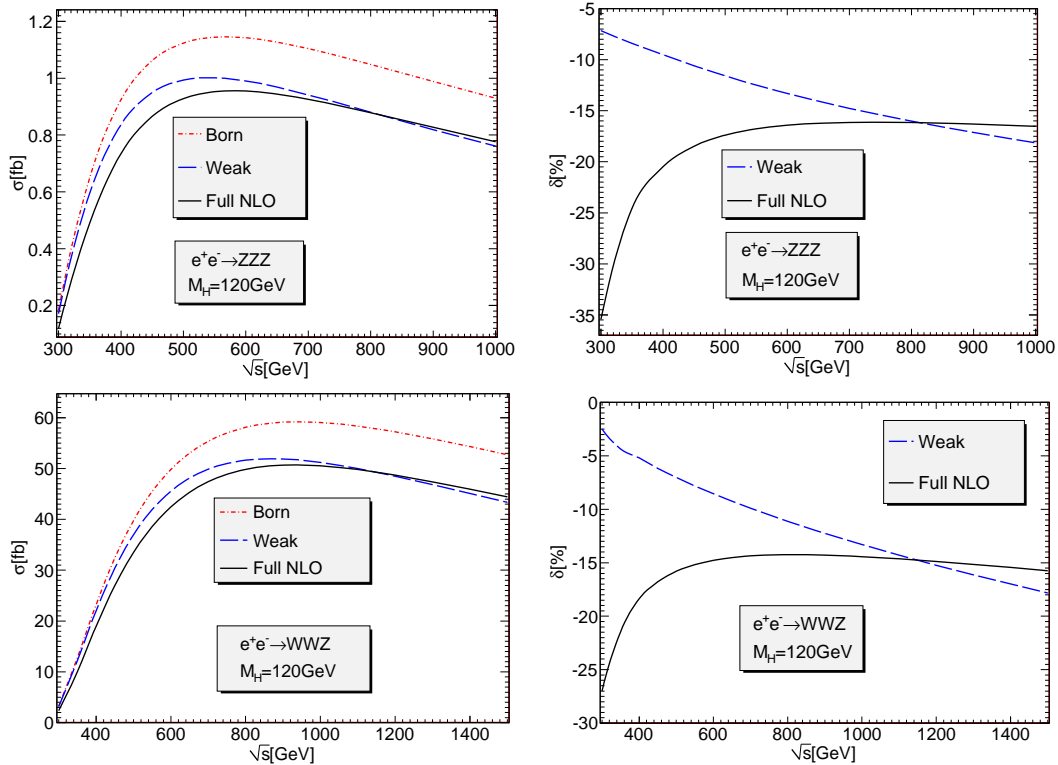 1.2
1
0.8
0.6
0.4
0.2
σ[fb]
Born
Weak
Full NLO
e⁺e⁻→ZZZ
M_H=120GeV
300 400 500 600 700 800 900 1000
√s[GeV]
-5
-10
-15
-20
-25
-30
-35
δ[%]
Weak
Full NLO
e⁺e⁻→ZZZ
M_H=120GeV
300 400 500 600 700 800 900 1000
√s[GeV]
60
50
40
30
20
10
0
σ[fb]
Born
Weak
Full NLO
e⁺e⁻→WWZ
M_H=120GeV
400 600 800 1000 1200 1400
√s[GeV]
0
-5
-10
-15
-20
-25
-30
δ[%]
Weak
Full NLO
e⁺e⁻→WWZ
M_H=120GeV
400 600 800 1000 1200 1400
√s[GeV]